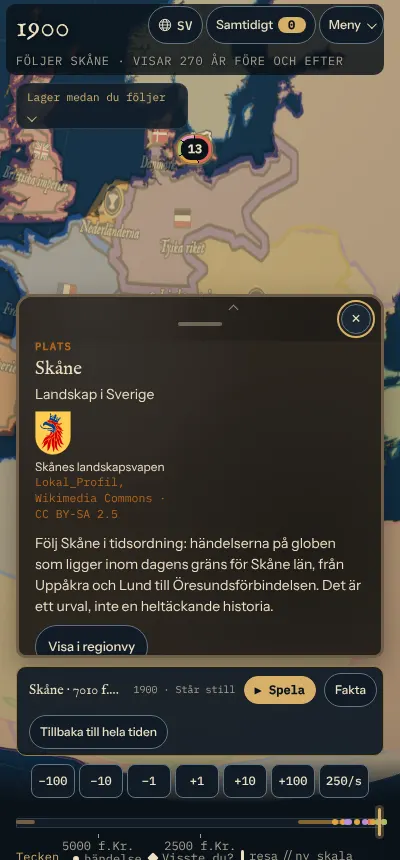 1900
SV
Samtidigt 0
Meny
FÖLJER SKÅNE · VISAR 270 ÅR FÖRE OCH EFTER
Lager medan du följer
13
Nederländerna
Tyska riket
×
PLATS
Skåne
Landskap i Sverige
Skånes landskapsvapen
Lokal_Profil,
Wikimedia Commons ·
CC BY-SA 2.5
Följ Skåne i tidsordning: händelserna på globen
som ligger inom dagens gräns för Skåne län, från
Uppåkra och Lund till Öresundsförbindelsen. Det är
ett urval, inte en heltäckande historia.
Visa i regionvy
Skåne · 7010 f.…
1900 · Står still
▶ Spela
Fakta
Tillbaka till hela tiden
−100
−10
−1
+1
+10
+100
250/s
5000 f.Kr.
2500 f.Kr.
Tecken
händelse
Visste du?
resa // ny skala